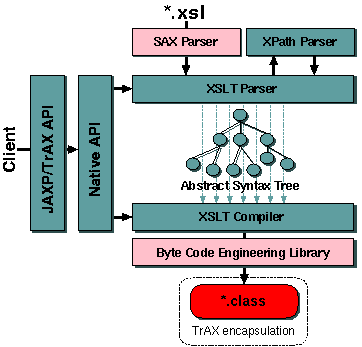 *.xsl
SAX Parser
XPath Parser
XSLT Parser
Client
JAXP/TrAX API
Native API
Abstract Syntax Tree
XSLT Compiler
Byte Code Engineering Library
*.class
TrAX encapsulation